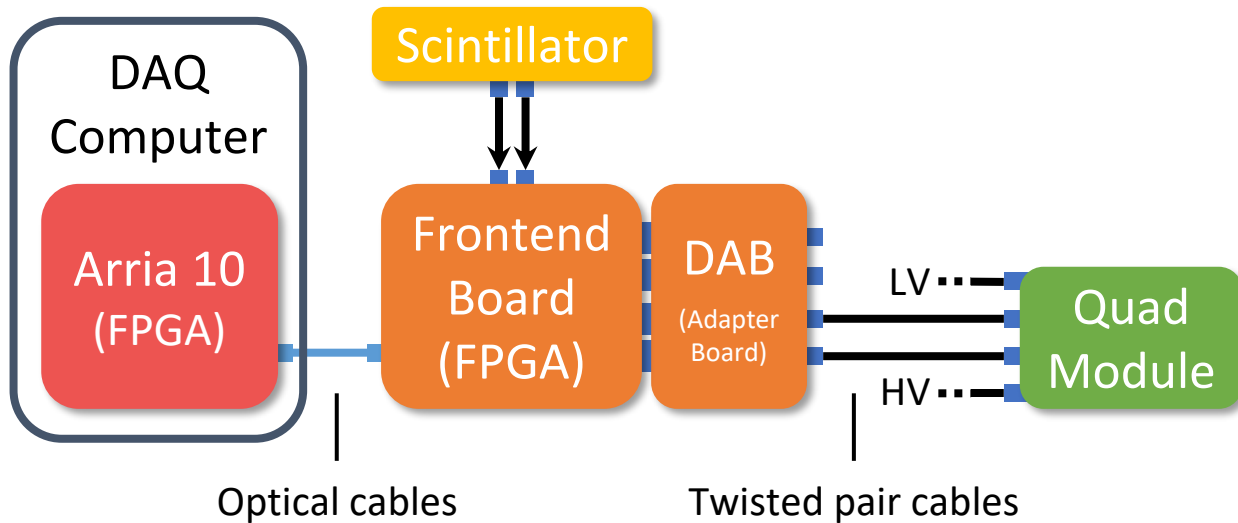 DAQ
Computer
Arria 10
(FPGA)
Scintillator
Frontend
Board
(FPGA)
DAB
(Adapter
Board)
LV
HV
Quad
Module
Optical cables
Twisted pair cables